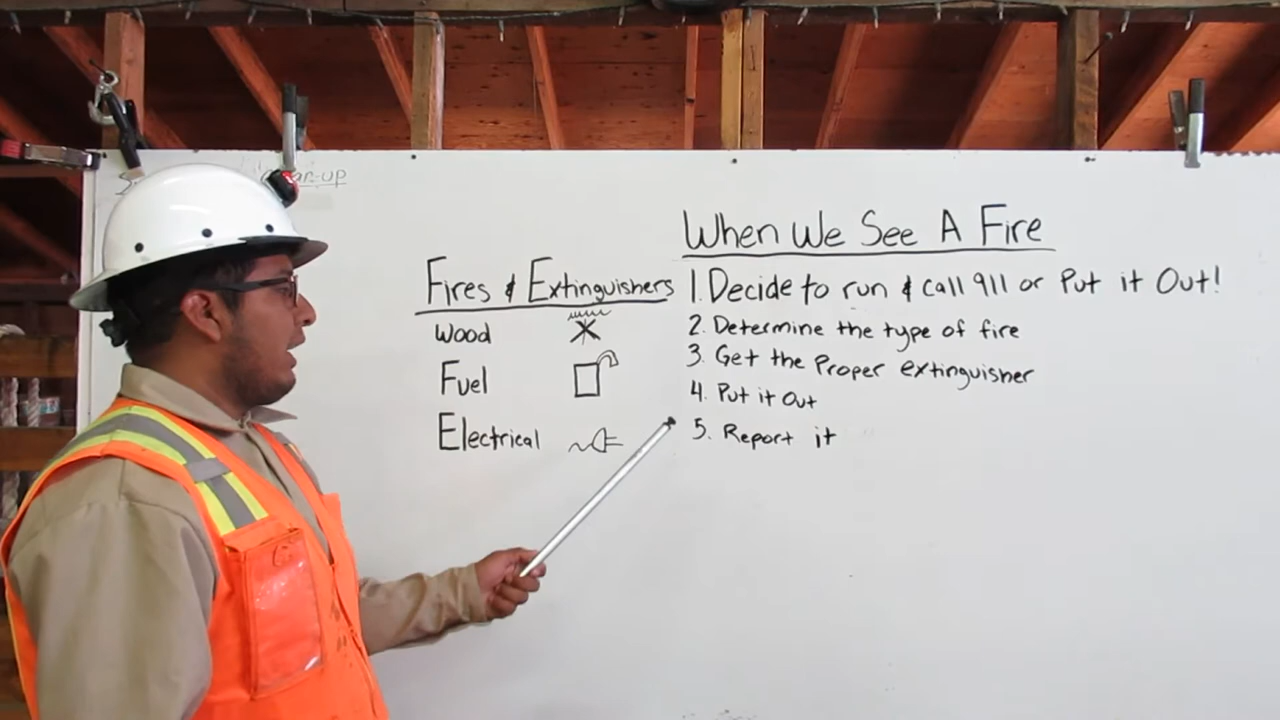 Fires & Extinguishers
Wood
Fuel
Electrical
When We See A Fire
1. Decide to run & call 911 or Put it Out!
2. Determine the type of fire
3. Get the Proper extinguisher
4. Put it Out
5. Report it